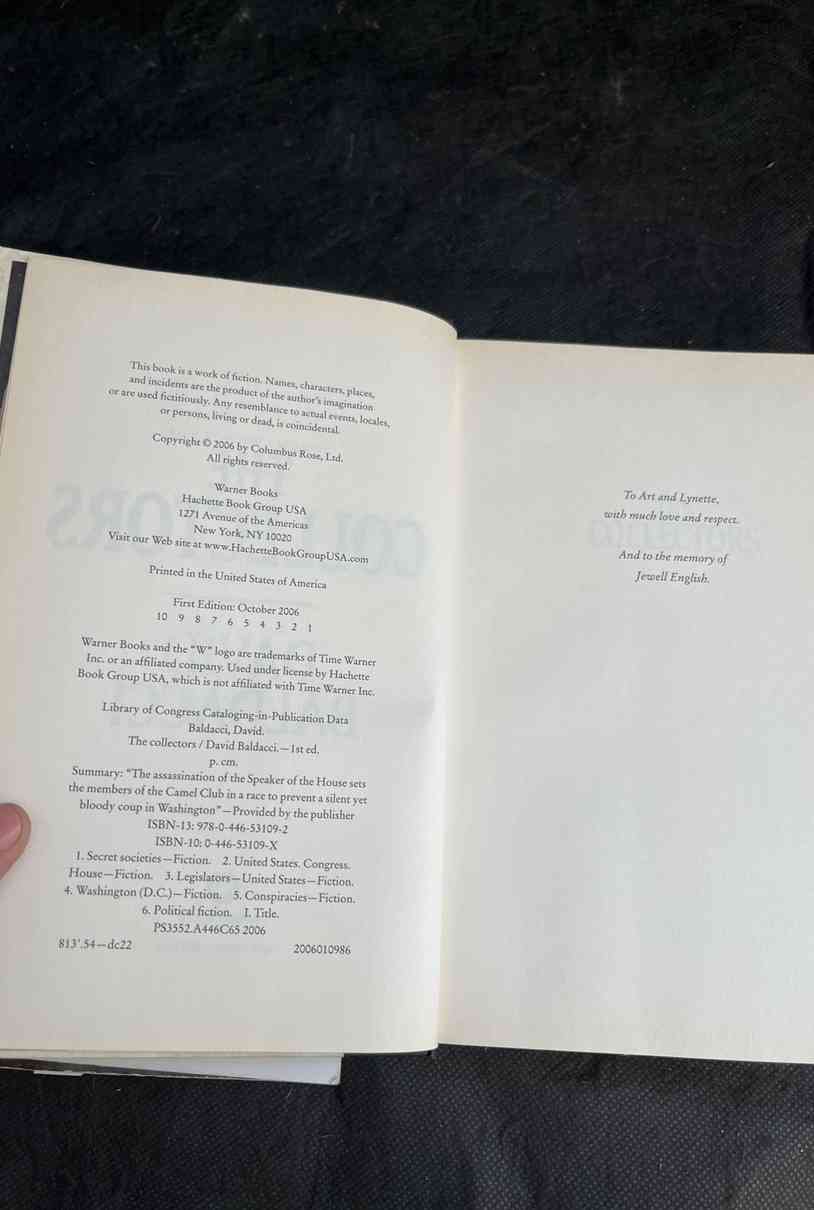 This book is a work of fiction. Names, characters, places,
and incidents are the product of the author's imagination
or are used fictitiously. Any resemblance to actual events, locales,
or persons, living or dead, is coincidental.
Copyright © 2006 by Columbus Rose, Ltd.
All rights reserved.
Warner Books
Hachette Book Group USA
1271 Avenue of the Americas
New York, NY 10020
Visit our Web site at www.HachetteBookGroupUSA.com
Printed in the United States of America
First Edition: October 2006
10 9 8 7 6 5 4 3 2 1
Warner Books and the “W” logo are trademarks of Time Warner
Inc. or an affiliated company. Used under license by Hachette
Book Group USA, which is not affiliated with Time Warner Inc.
Library of Congress Cataloging-in-Publication Data
Baldacci, David.
The collectors / David Baldacci.—1st ed.
p. cm.
Summary: “The assassination of the Speaker of the House sets
the members of the Camel Club in a race to prevent a silent yet
bloody coup in Washington”—Provided by the publisher
ISBN-13: 978-0-446-53109-2
ISBN-10: 0-446-53109-X
1. Secret societies—Fiction. 2. United States. Congress.
House—Fiction. 3. Legislators—United States—Fiction.
4. Washington (D.C.)—Fiction. 5. Conspiracies—Fiction.
6. Political fiction. I. Title.
PS3552.A446C65 2006
813'.54—dc22 2006010986
To Art and Lynette,
with much love and respect.
And to the memory of
Jewell English.